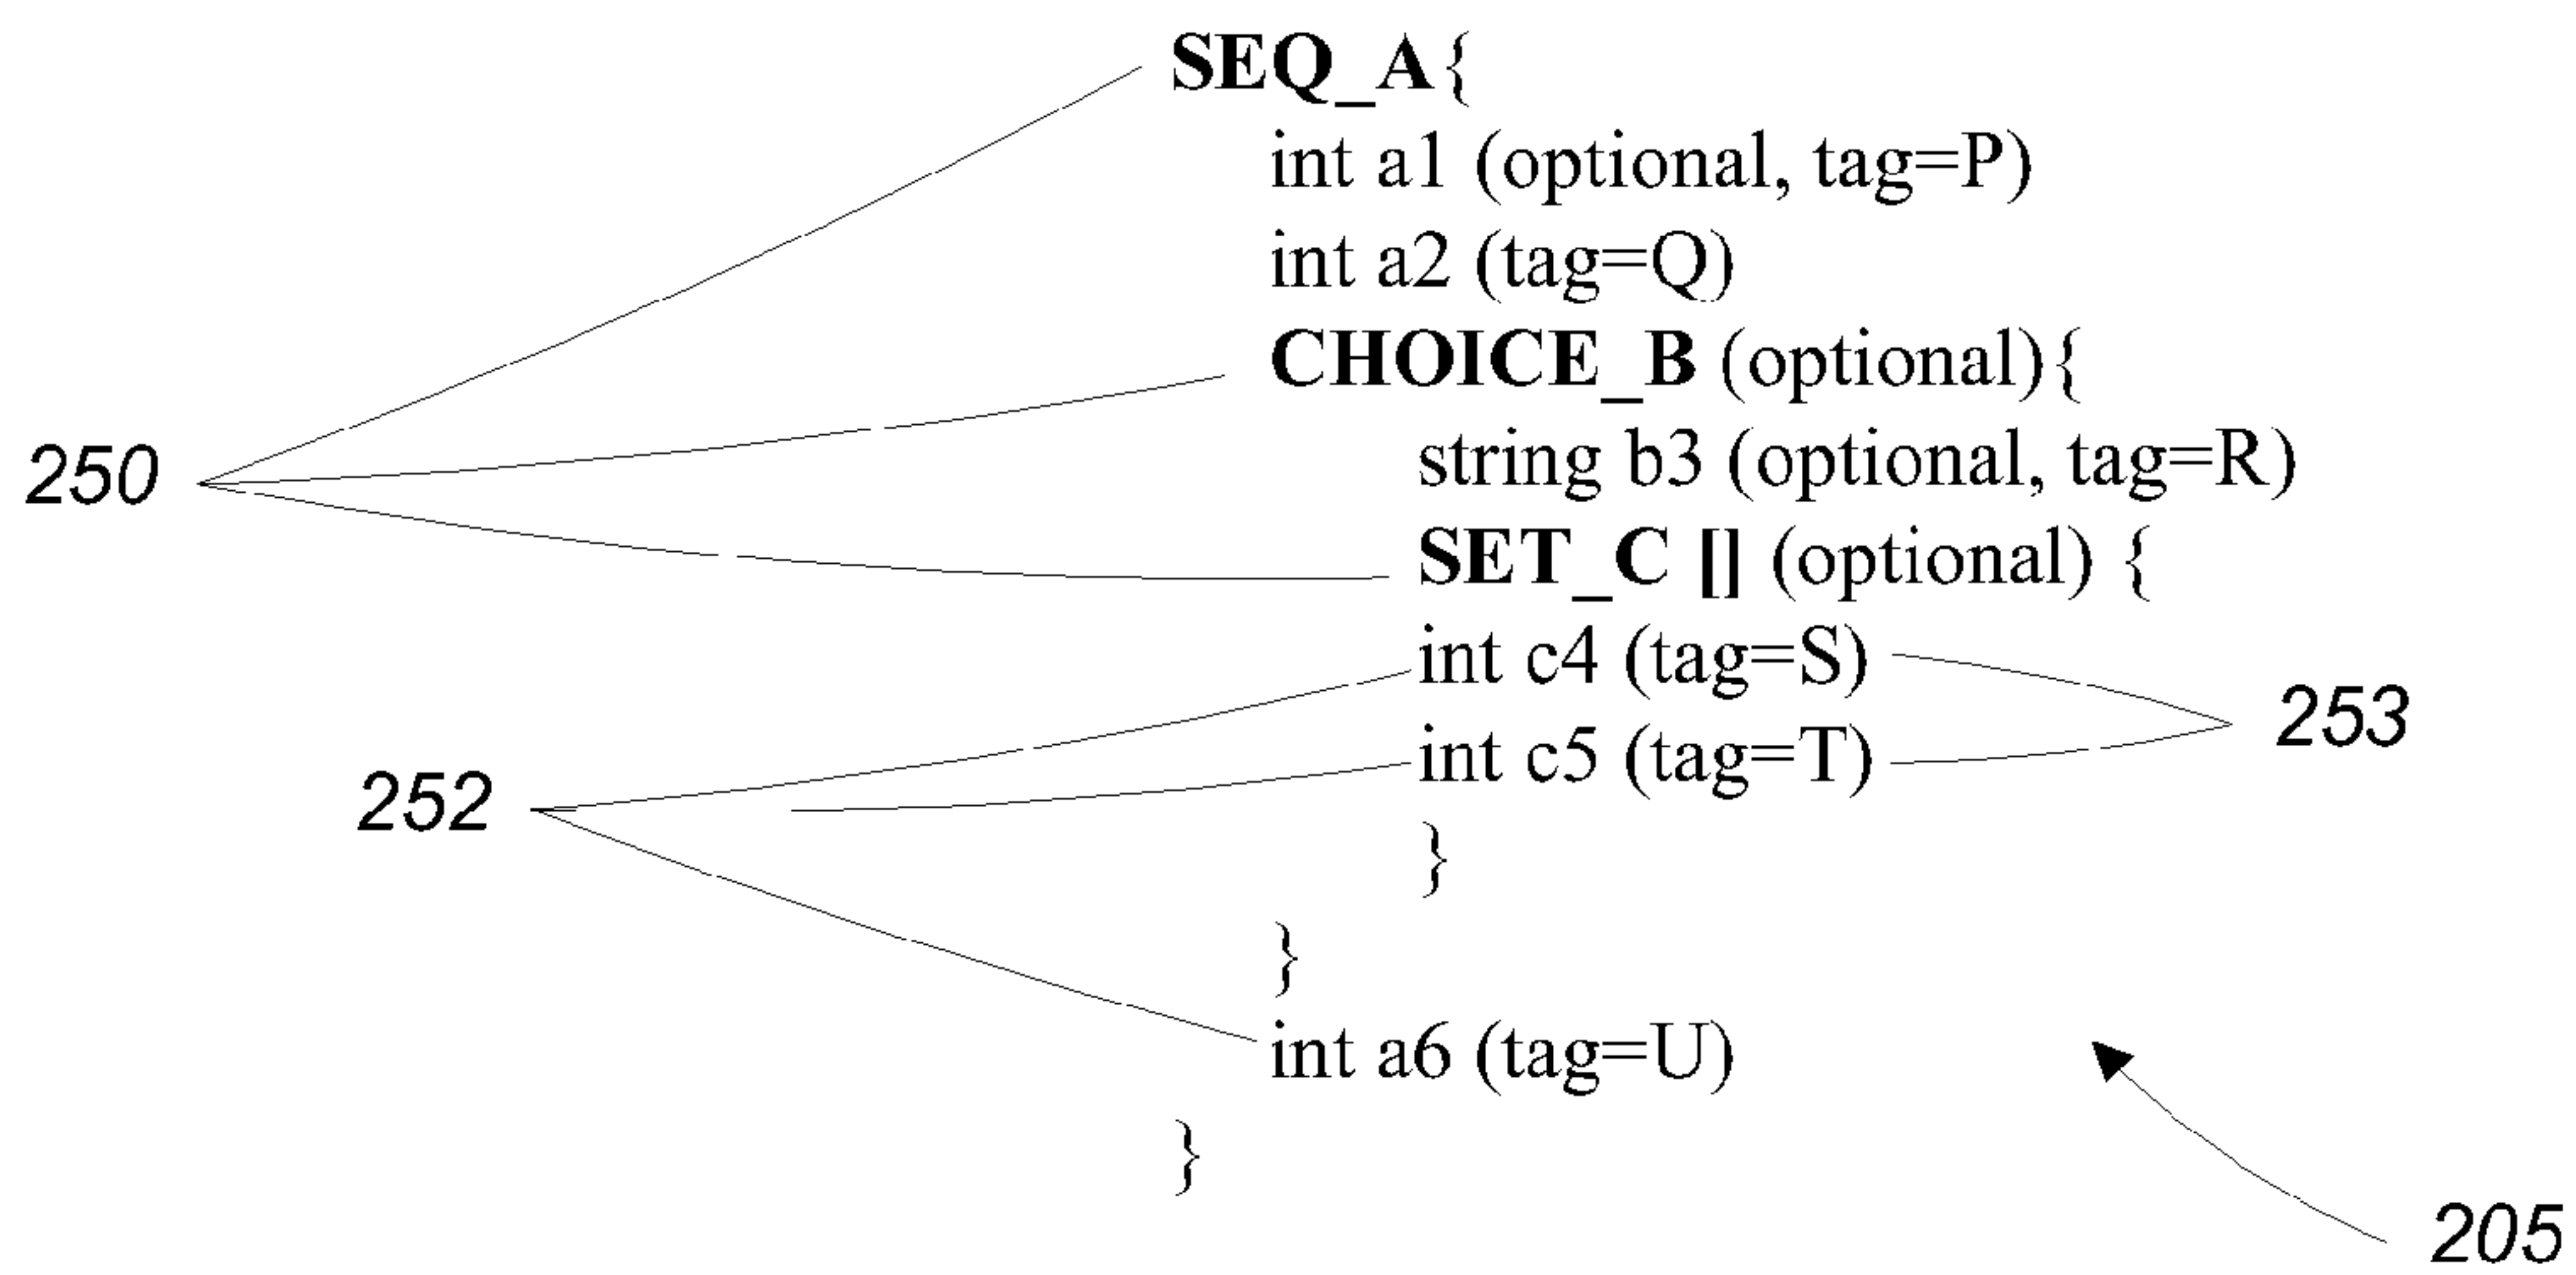 SEQ_A{
int a1 (optional, tag=P)
int a2 (tag=Q)
CHOICE_B (optional){
250
string b3 (optional, tag=R)
SET_C [] (optional) {
int c4 (tag=S)
253
int c5 (tag=T)
252
}
}
int a6 (tag=U)
}
205